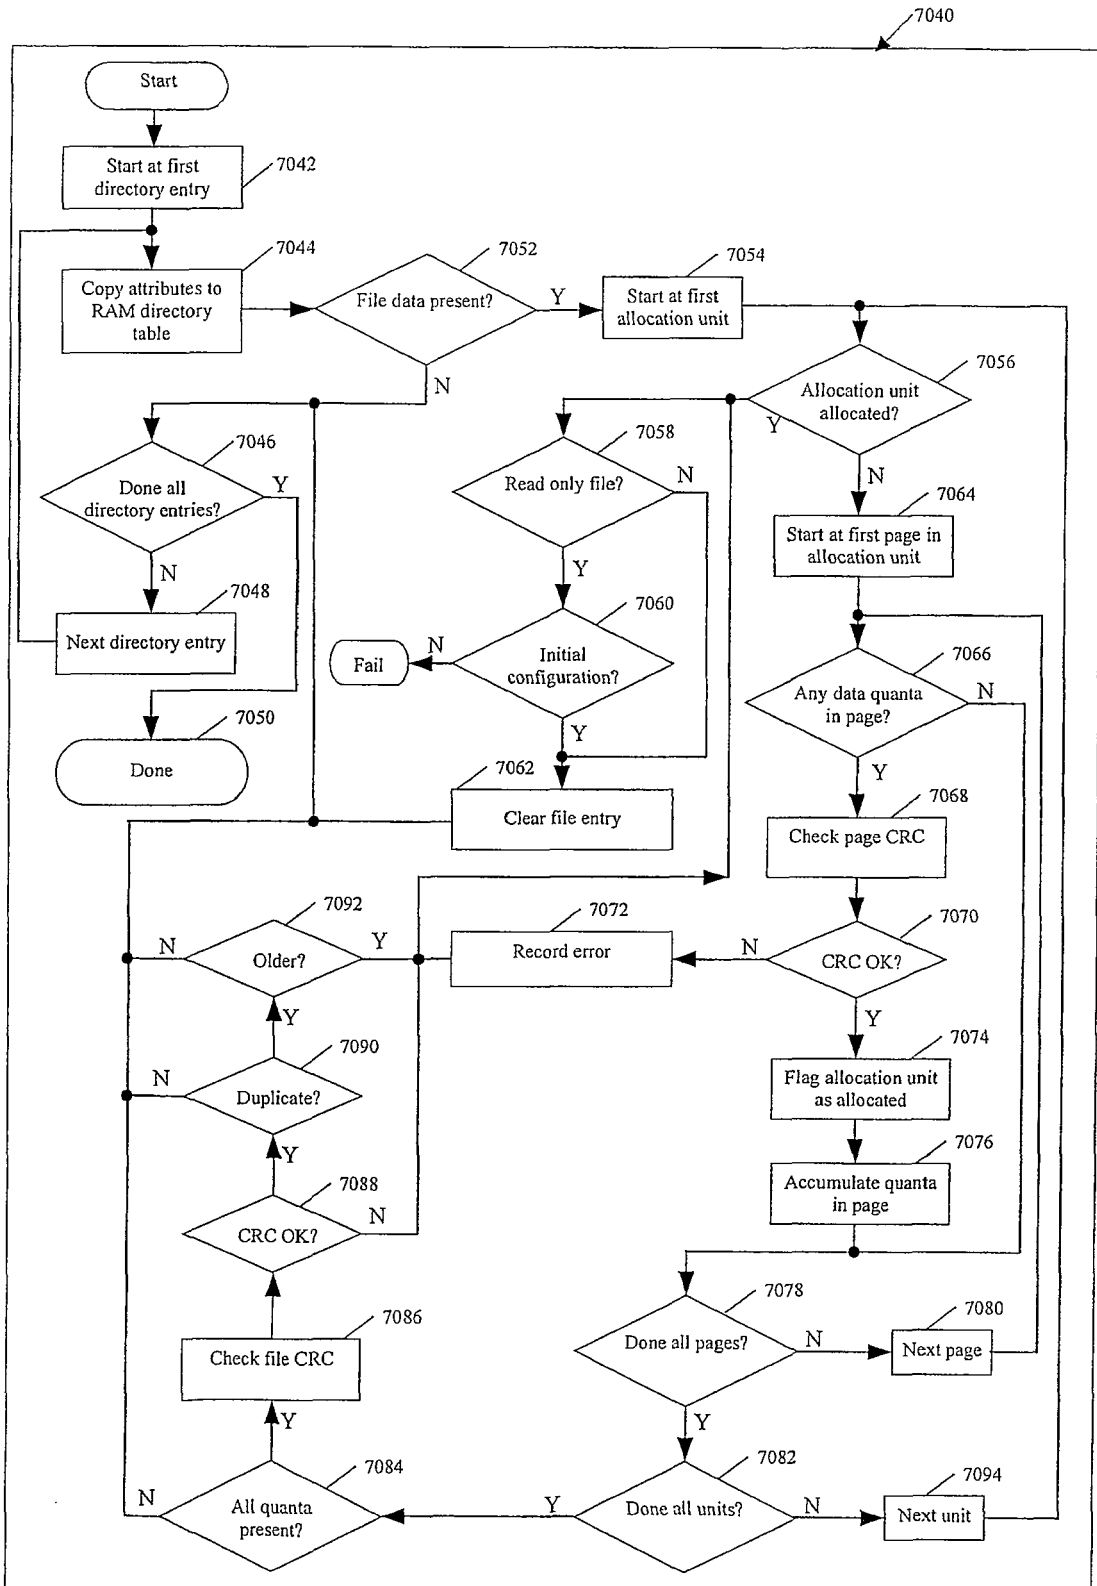 7040
Start
Start at first
directory entry
7042
Copy attributes to
RAM directory
table
7044
File data present?
7052
Y
N
Start at first
allocation unit
7054
Allocation unit
allocated?
7056
Y
N
Done all
directory entries?
7046
Y
N
Read only file?
7058
N
Y
Start at first page in
allocation unit
7064
Next directory entry
7048
Fail
N
Initial
configuration?
7060
Y
Any data quanta
in page?
7066
N
Y
Done
7050
Clear file entry
7062
Check page CRC
7068
N
Older?
7092
Y
Record error
7072
N
CRC OK?
7070
Y
Y
N
Duplicate?
7090
Flag allocation unit
as allocated
7074
Y
CRC OK?
7088
N
Accumulate quanta
in page
7076
Check file CRC
7086
Done all pages?
7078
N
Next page
7080
Y
Y
N
All quanta
present?
7084
Y
Done all units?
7082
N
Next unit
7094